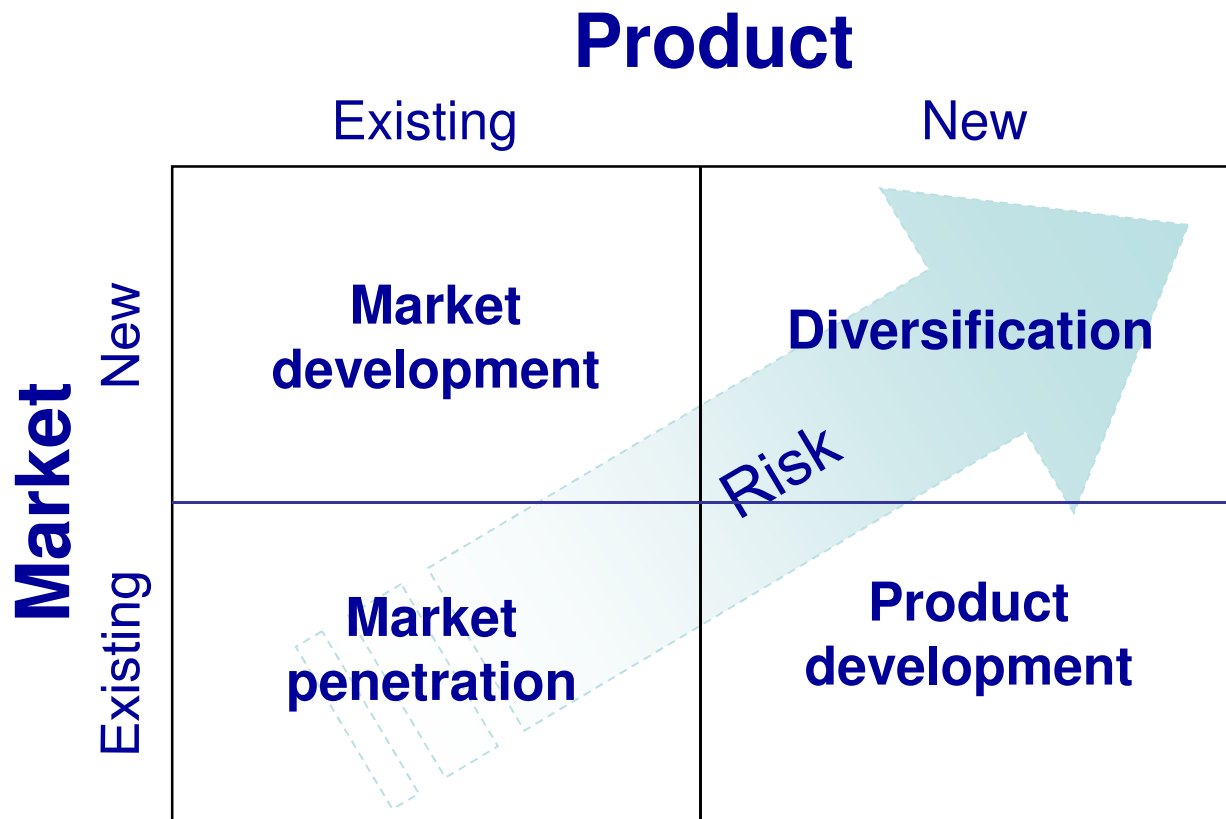 Product
Existing
New
Market
New
Existing
Market
development
Diversification
Risk
Market
penetration
Product
development